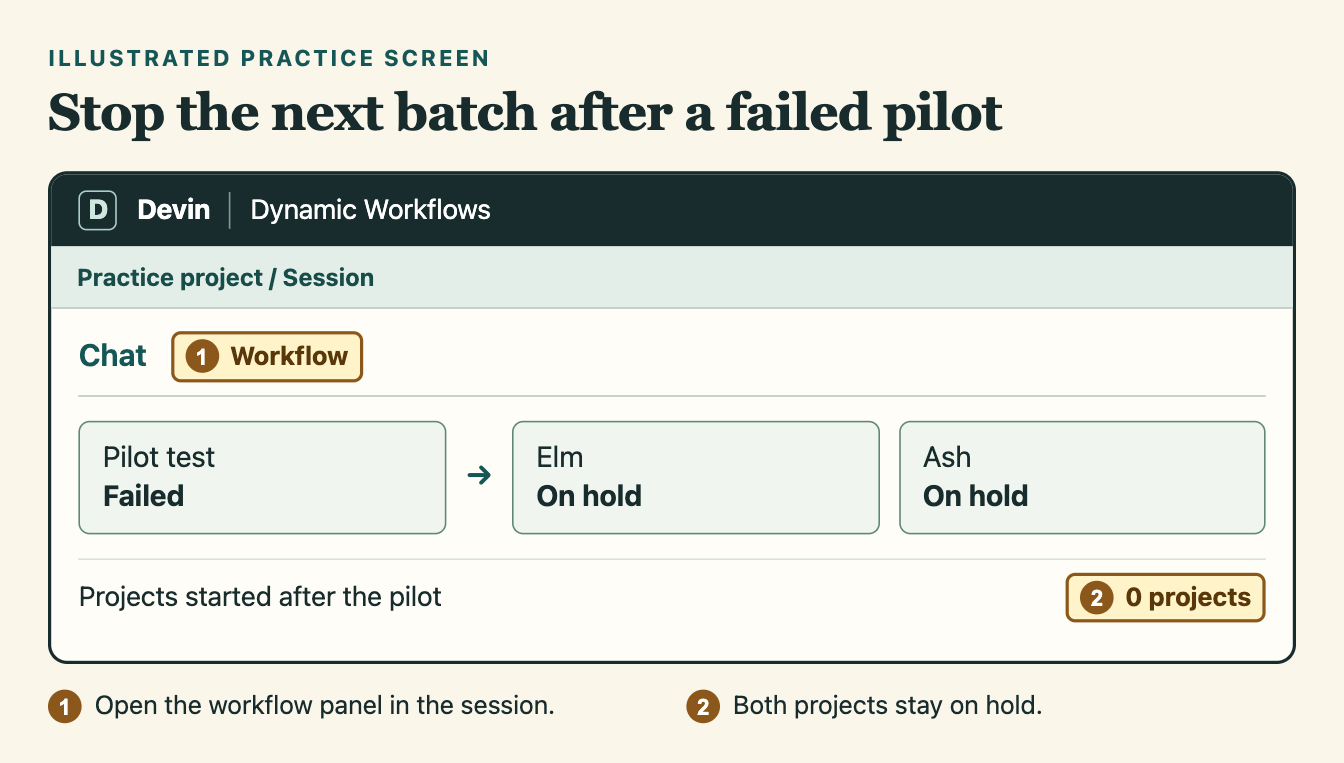 ILLUSTRATED PRACTICE SCREEN
Stop the next batch after a failed pilot
D Devin Dynamic Workflows
Practice project / Session
Chat 1 Workflow
Pilot test
Failed
→
Elm
On hold
Ash
On hold
Projects started after the pilot
2 0 projects
1 Open the workflow panel in the session.
2 Both projects stay on hold.